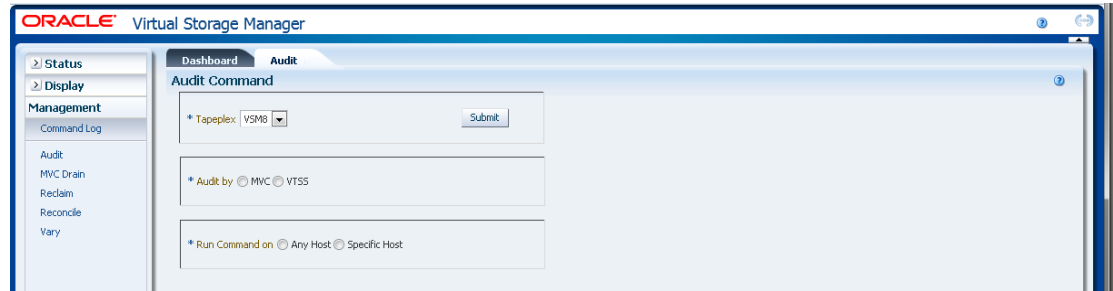 ORACLE Virtual Storage Manager
Status
Display
Management
Command Log
Audit
MVC Drain
Reclaim
Reconcile
Vary
Dashboard Audit
Audit Command
* Tapeplex VSM8 Submit
* Audit by MVC VTSS
* Run Command on Any Host Specific Host